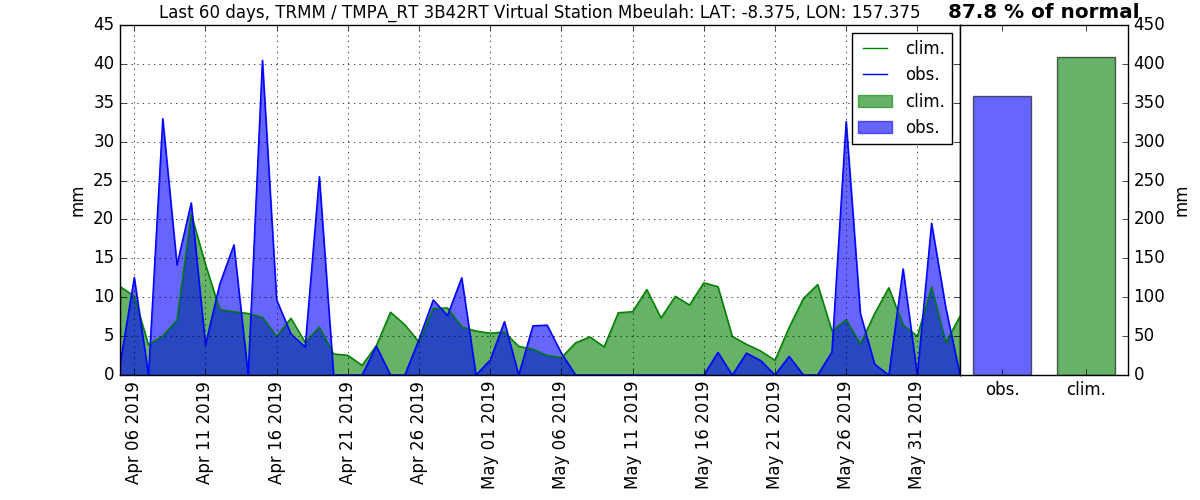 Last 60 days, TRMM / TMPA_RT 3B42RT Virtual Station Mbeulah: LAT: -8.375, LON: 157.375
87.8 % of normal
45
40
35
30
25
20
15
10
5
0
mm
clim.
obs.
clim.
obs.
450
400
350
300
250
200
150
100
50
0
mm
Apr 06 2019
Apr 11 2019
Apr 16 2019
Apr 21 2019
Apr 26 2019
May 01 2019
May 06 2019
May 11 2019
May 16 2019
May 21 2019
May 26 2019
May 31 2019
obs.
clim.